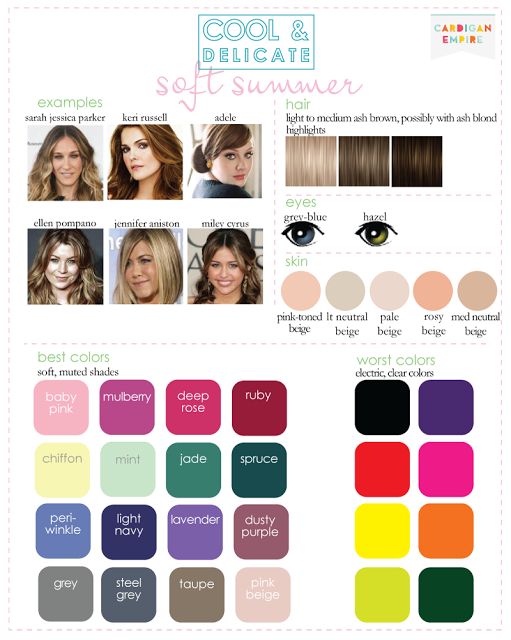 COOL &
DELICATE
soft summer
CARDIGAN
EMPIRE
examples
sarah jessica parker
keri russell
adele
ellen pompano
jennifer aniston
miley cyrus
hair
light to medium ash brown, possibly with ash blond
highlights
eyes
grey-blue
hazel
skin
pink-toned
beige
lt neutral
beige
pale
beige
rosy
beige
med neutral
beige
best colors
soft, muted shades
baby
pink
mulberry
deep
rose
ruby
chiffon
mint
jade
spruce
peri-
winkle
light
navy
lavender
dusty
purple
grey
steel
grey
taupe
pink
beige
worst colors
electric, clear colors